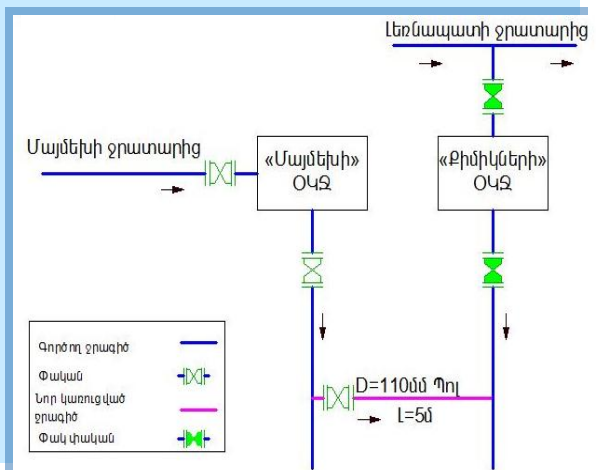 Լեռնապատի ջրատարից
Մայմեխի ջրատարից
«Մայմեխի»
ՕԿՋ
«Քիմիկների»
ՕԿՋ
D=110մմ Պոլ
Լ=5մ
Գործող ջրագիծ
Փական
Նոր կառուցված
ջրագիծ
Փակ փական